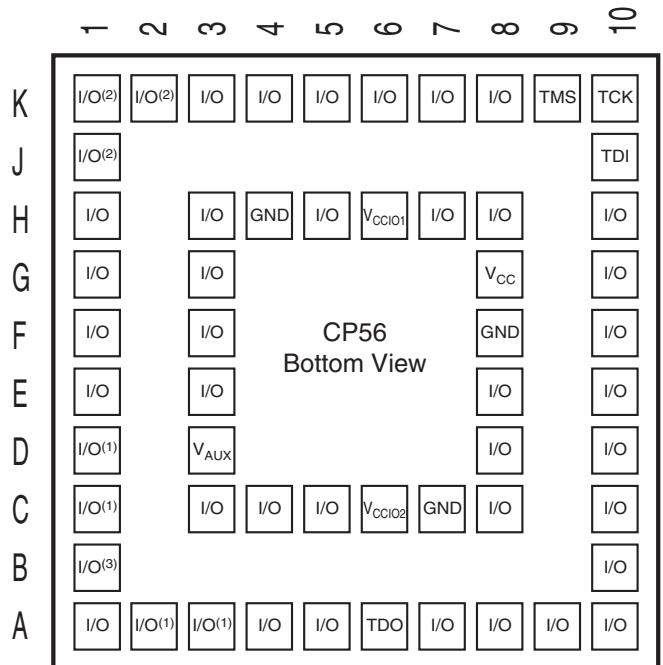 1 2 3 4 5 6 7 8 9 10
K I/O(2) I/O(2) I/O I/O I/O I/O I/O I/O TMS TCK
J I/O(2) TDI
H I/O I/O GND I/O VCCIO1 I/O I/O I/O
G I/O I/O VCC I/O
F I/O I/O CP56 GND I/O
Bottom View
E I/O I/O I/O I/O
D I/O(1) VAUX I/O I/O
C I/O(1) I/O I/O I/O VCCIO2 GND I/O I/O
B I/O(3) I/O
A I/O I/O(1) I/O(1) I/O I/O TDO I/O I/O I/O I/O